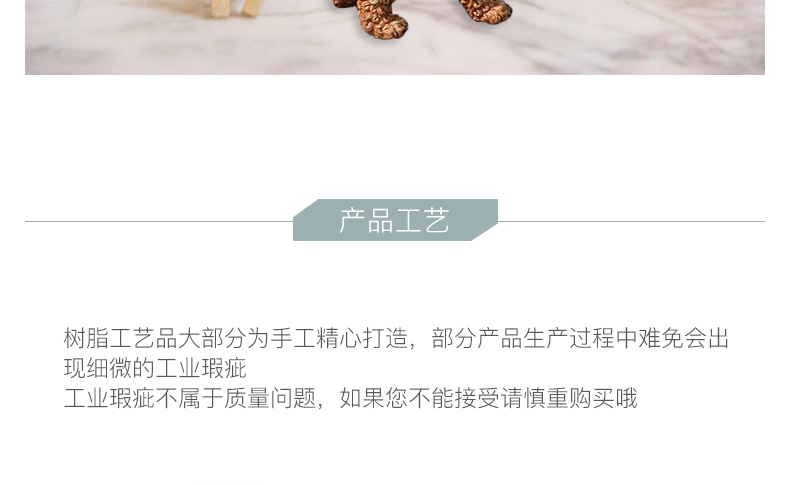 产品工艺
树脂工艺品大部分为手工精心打造，部分产品生产过程中难免会出
现细微的工业瑕疵
工业瑕疵不属于质量问题，如果您不能接受请慎重购买哦